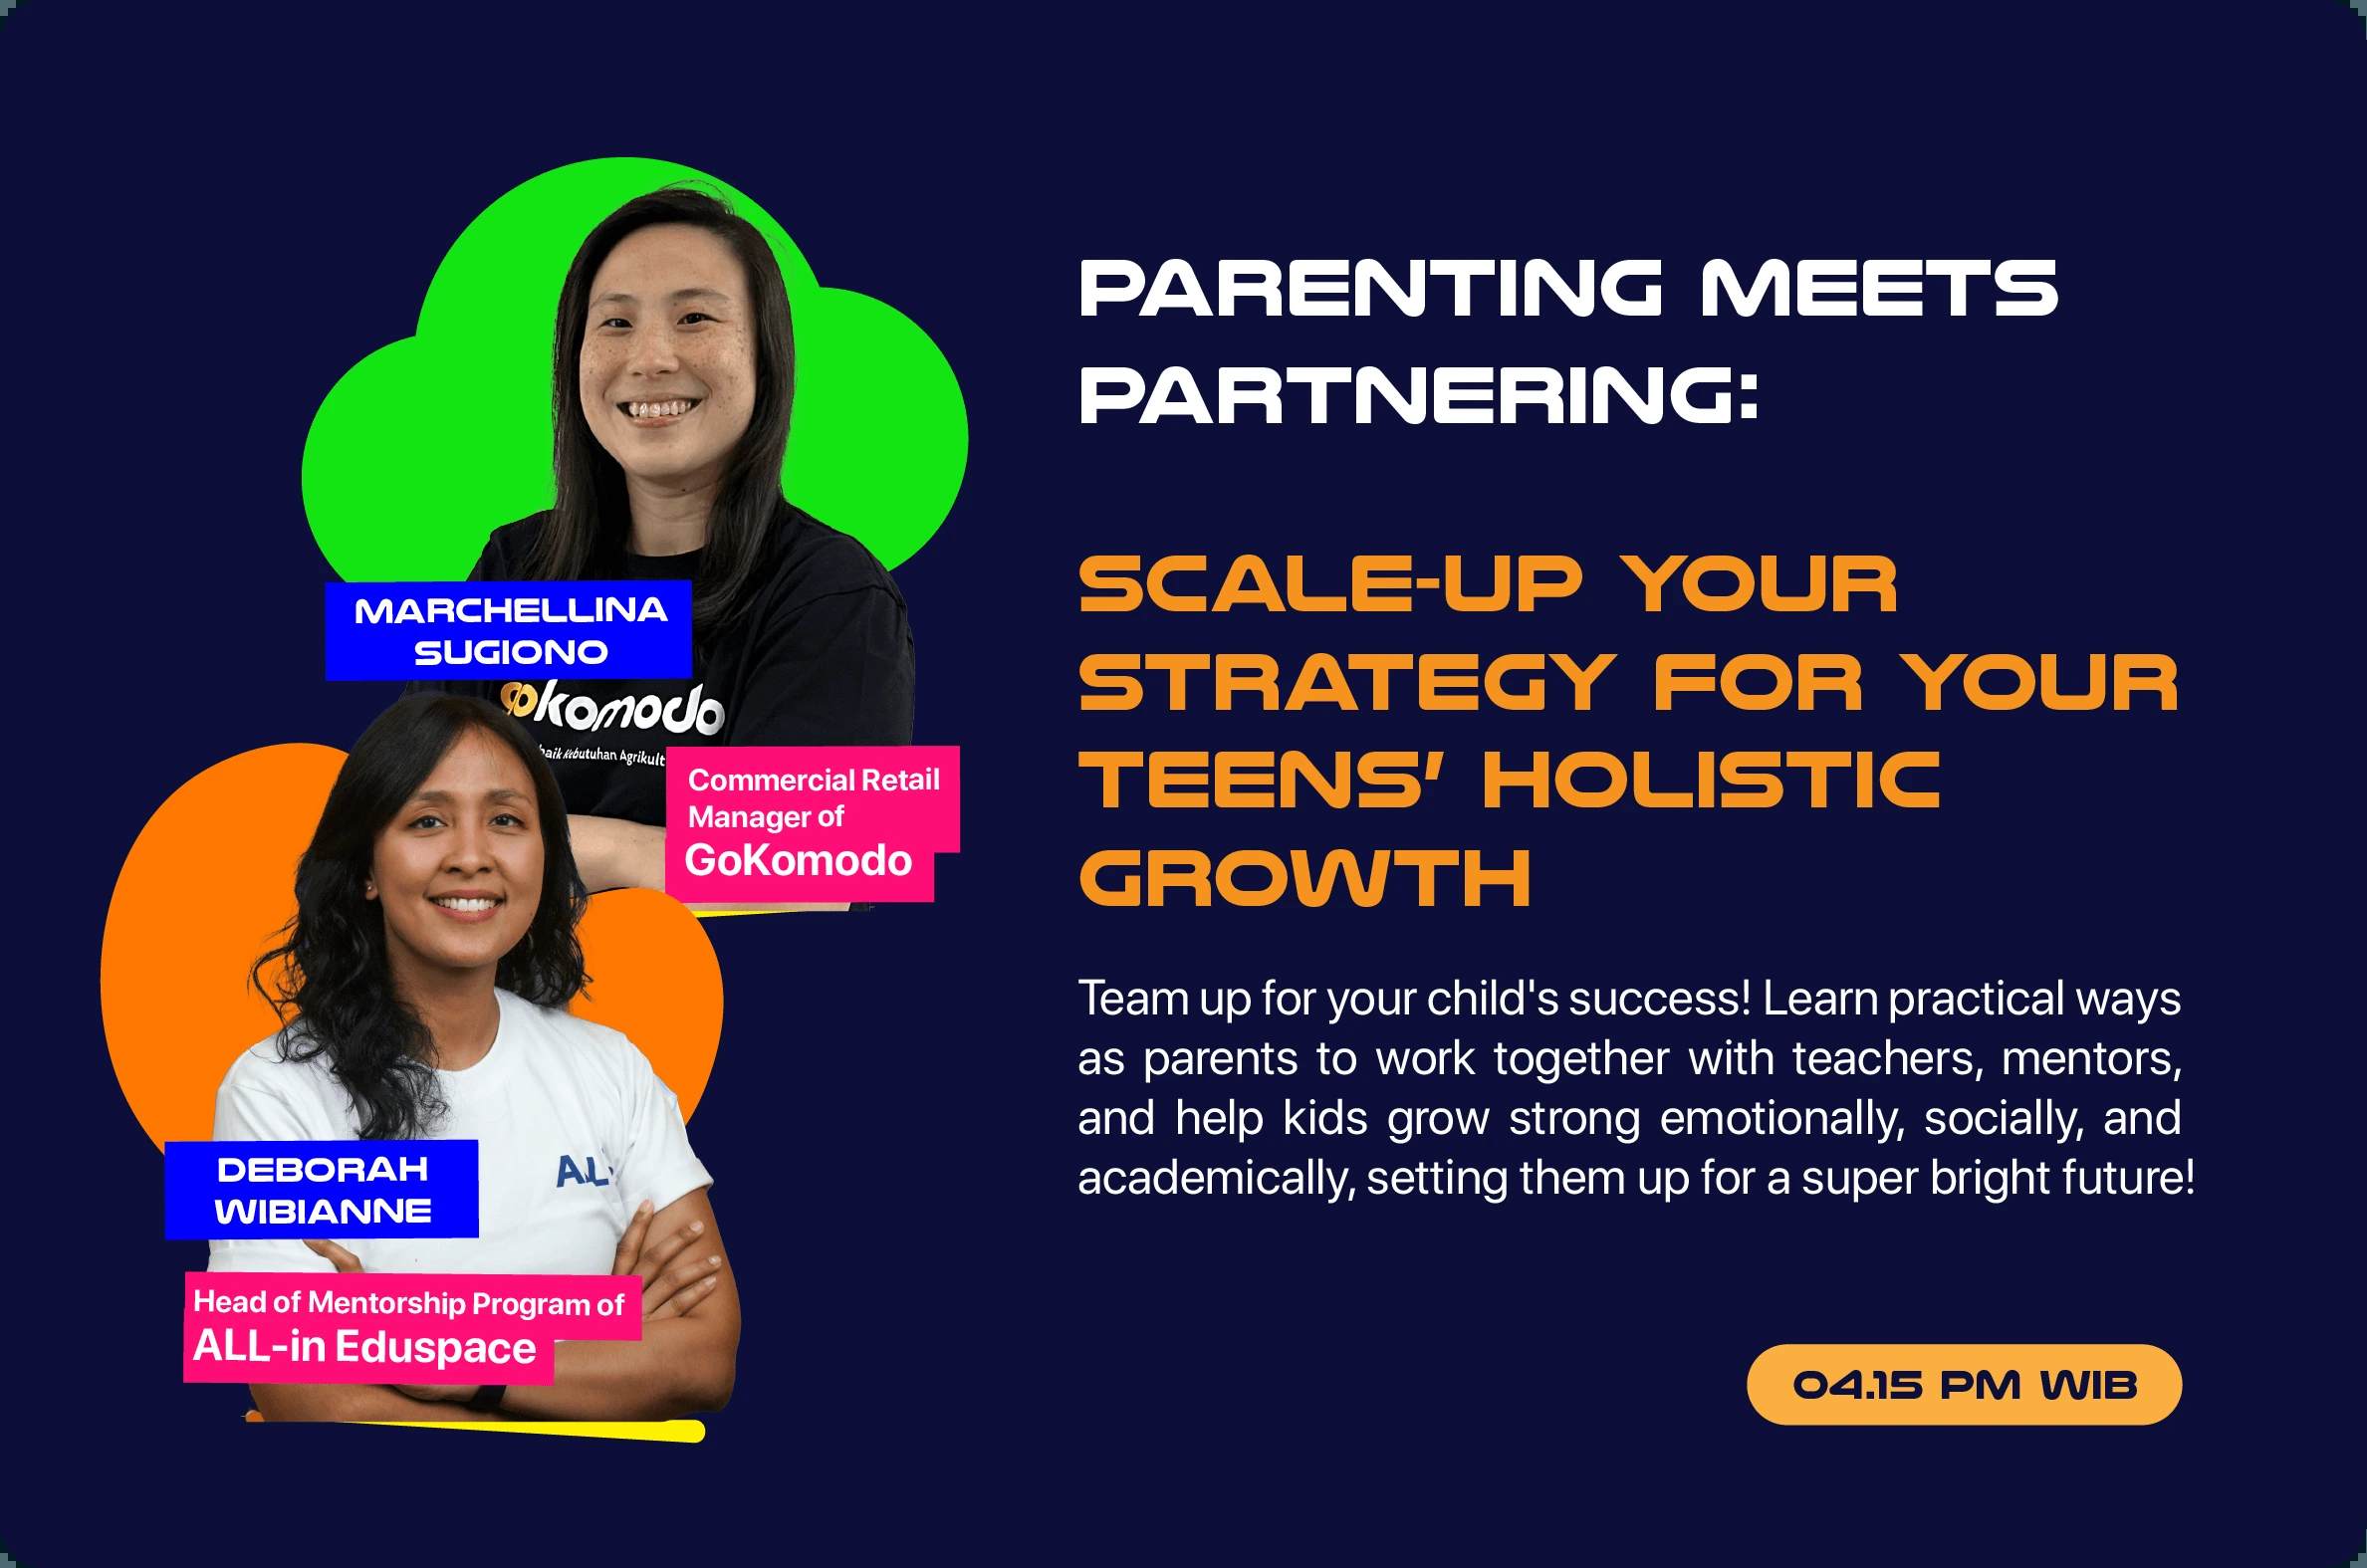 PARENTING MEETS
PARTNERING:
SCALE-UP YOUR
STRATEGY FOR YOUR
TEENS’ HOLISTIC
GROWTH
Team up for your child's success! Learn practical ways
as parents to work together with teachers, mentors,
and help kids grow strong emotionally, socially, and
academically, setting them up for a super bright future!
04.15 PM WIB
MARCHELLINA
SUGIONO
komodo
Kebutuhan
Commercial Retail
Manager of
GoKomodo
DEBORAH
WIBIANNE
Head of Mentorship Program of
ALL-in Eduspace